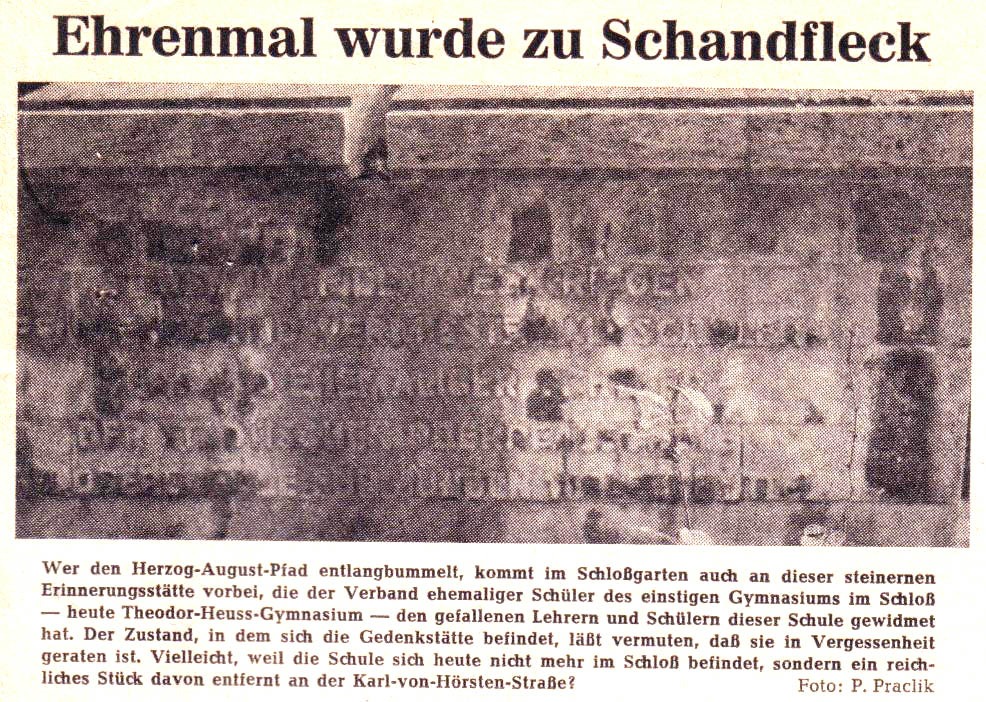 Ehrenmal wurde zu Schandfleck
Wer den Herzog-August-Pfad entlangbummelt, kommt im Schloßgarten auch an dieser steinernen
Erinnerungsstätte vorbei, die der Verband ehemaliger Schüler des einstigen Gymnasiums im Schloß
— heute Theodor-Heuss-Gymnasium — den gefallenen Lehrern und Schülern dieser Schule gewidmet
hat. Der Zustand, in dem sich die Gedenkstätte befindet, läßt vermuten, daß sie in Vergessenheit
geraten ist. Vielleicht, weil die Schule sich heute nicht mehr im Schloß befindet, sondern ein reich-
liches Stück davon entfernt an der Karl-von-Hörsten-Straße?
Foto: P. Praclik